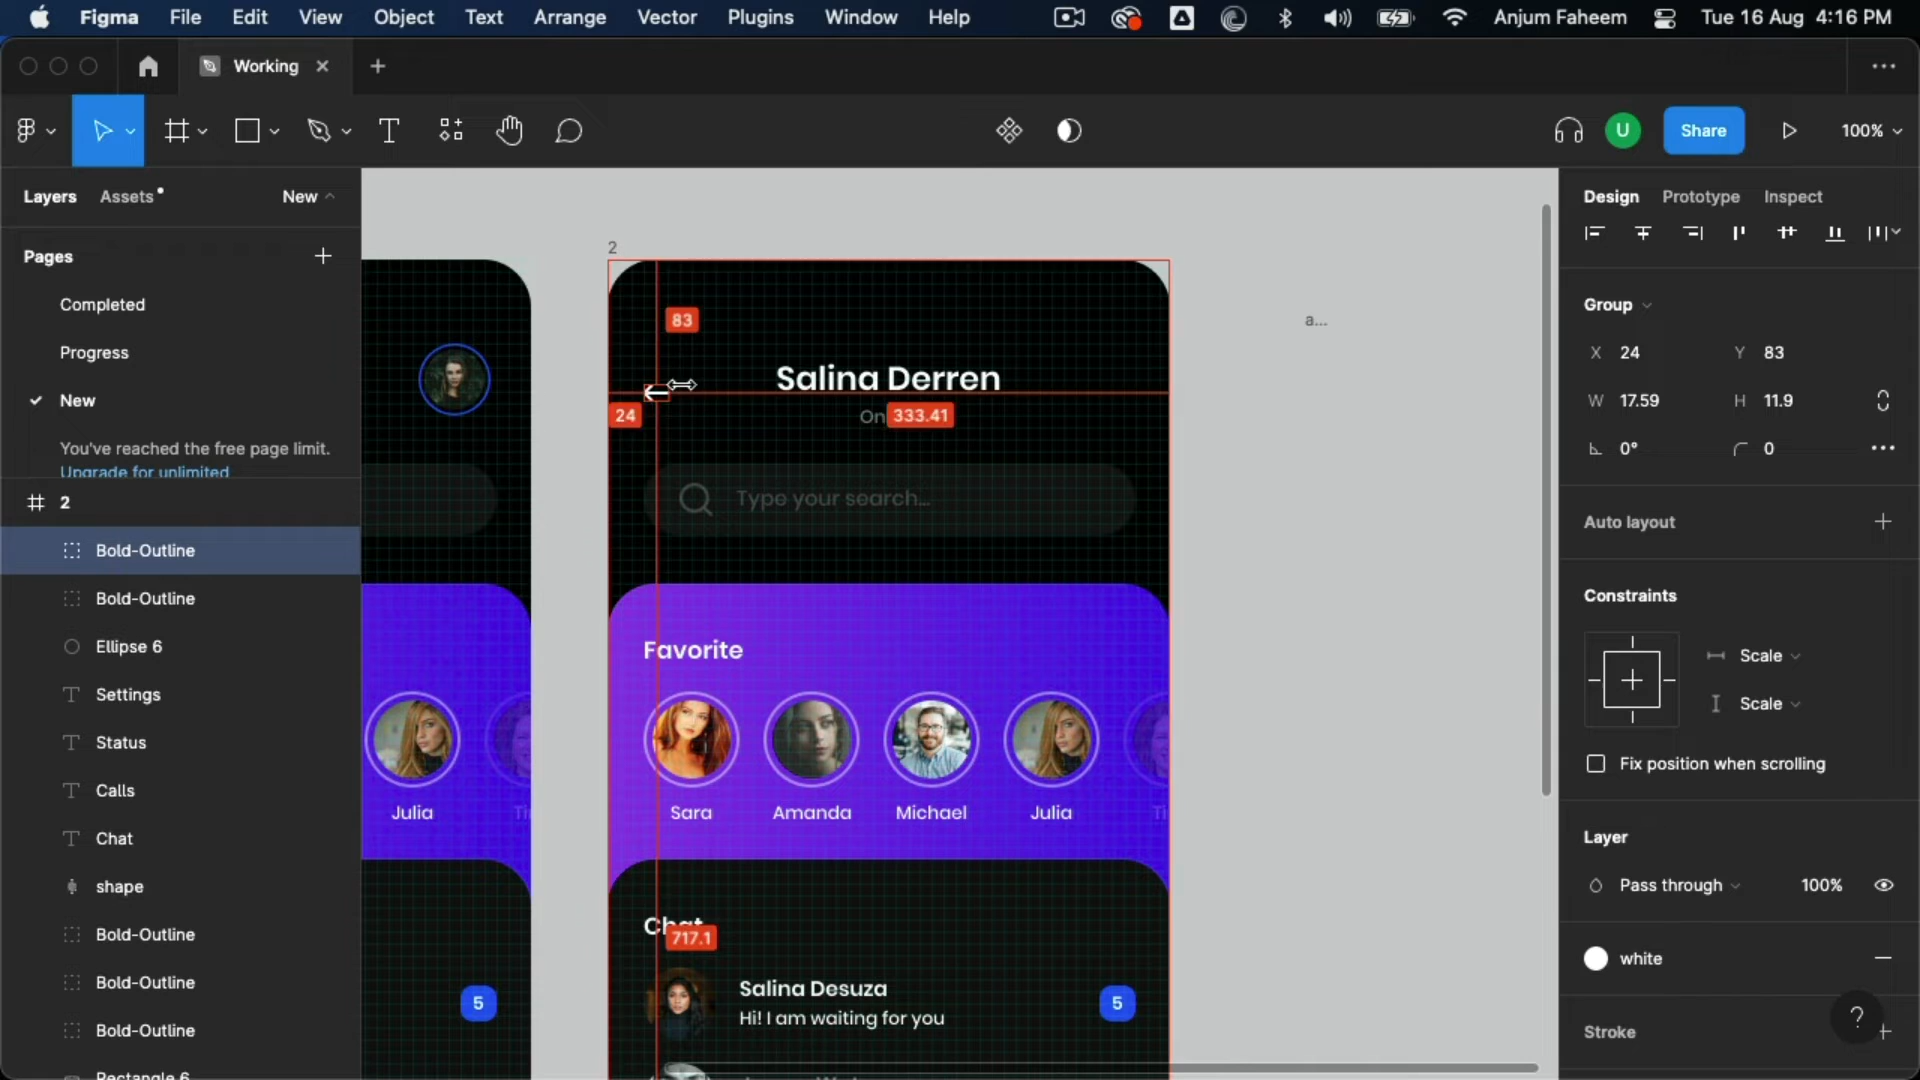 Figma File Edit View Object Text Arrange Vector Plugins Window Help Anjum Faheem Tue 16 Aug 4:16 PM
Working
U Share 100%
Layers Assets New
Design Prototype Inspect
Pages
Completed
Progress
New
You've reached the free page limit.
Upgrade for unlimited
2
Bold-Outline
Bold-Outline
Ellipse 6
Settings
Status
Calls
Chat
shape
Bold-Outline
Bold-Outline
Bold-Outline
Rectangle 6
Julia
5
2
83
Salina Derren
24
On
333.41
Type your search...
Favorite
Sara Amanda Michael Julia
Chat
717.1
Salina Desuza
Hi! I am waiting for you
5
a...
Group
X 24 Y 83
W 17.59 H 11.9
0° 0
Auto layout
Constraints
Scale
Scale
Fix position when scrolling
Layer
Pass through 100%
white
Stroke
?